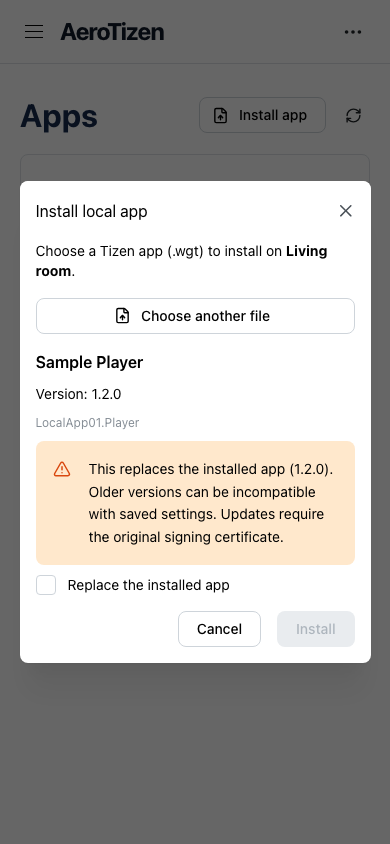 AeroTizen
Apps
Install app
Install local app
Choose a Tizen app (.wgt) to install on Living
room.
Choose another file
Sample Player
Version: 1.2.0
LocalApp01.Player
This replaces the installed app (1.2.0).
Older versions can be incompatible
with saved settings. Updates require
the original signing certificate.
Replace the installed app
Cancel
Install